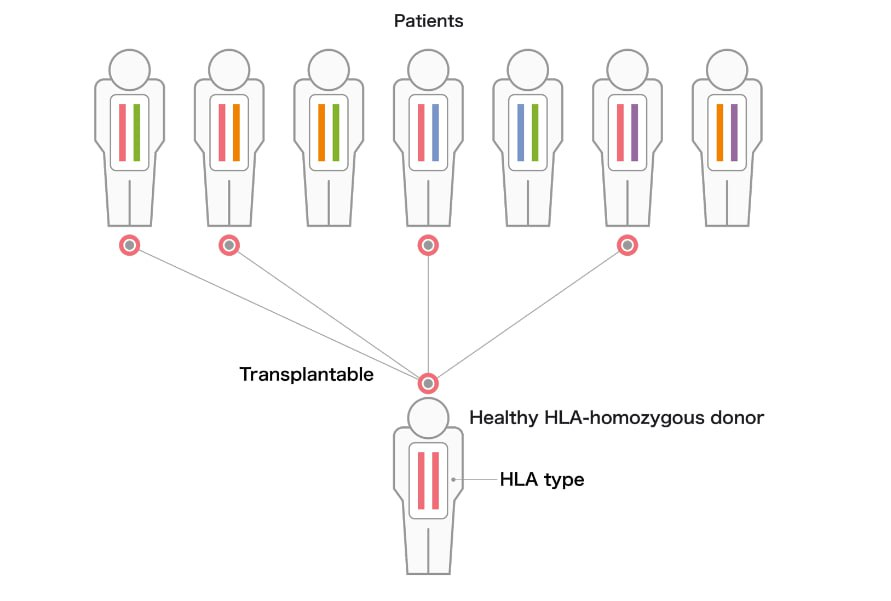 Patients
Transplantable
Healthy HLA-homozygous donor
HLA type